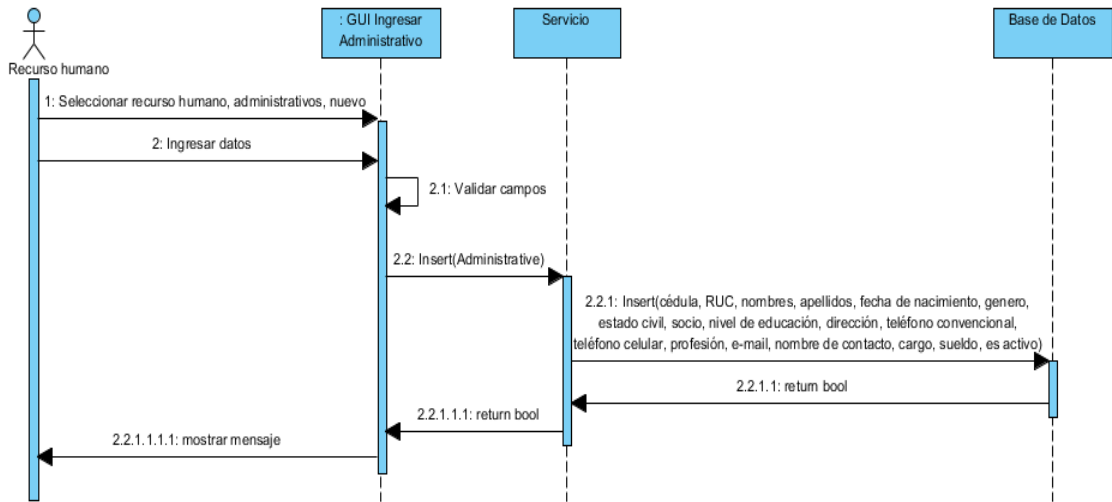 : GUI Ingresar
Administrativo
Servicio
Base de Datos
Recurso humano
1: Seleccionar recurso humano, administrativos, nuevo
2: Ingresar datos
2.1: Validar campos
2.2: Insert(Administrative)
2.2.1: Insert(cédula, RUC, nombres, apellidos, fecha de nacimiento, genero,
estado civil, socio, nivel de educación, dirección, teléfono convencional,
teléfono celular, profesión, e-mail, nombre de contacto, cargo, sueldo, es activo)
2.2.1.1: return bool
2.2.1.1.1: return bool
2.2.1.1.1.1: mostrar mensaje